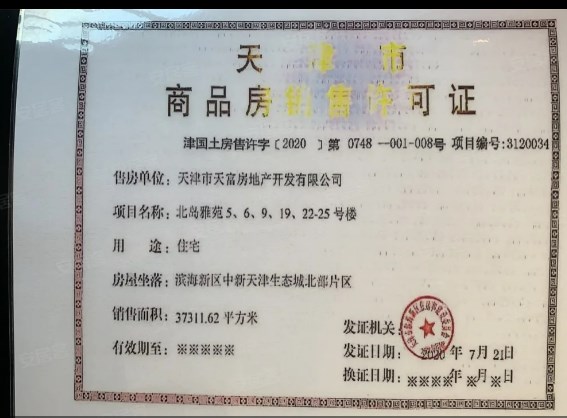 天津市
商品房销售许可证
津国土房售许字〔2020 〕第 0748 --001-008号 项目编号:3120034
售房单位: 天津市天富房地产开发有限公司
项目名称: 北岛雅苑 5、6、9、19、22-25 号楼
用 途: 住宅
房屋坐落: 滨海新区中新天津生态城北部片区
销售面积: 37311.62 平方米
发证机关:
有效期至: ※※※※※
发证日期: 2020 年 7 月 21日
换证日期: ※※※※年 ※月 ※日